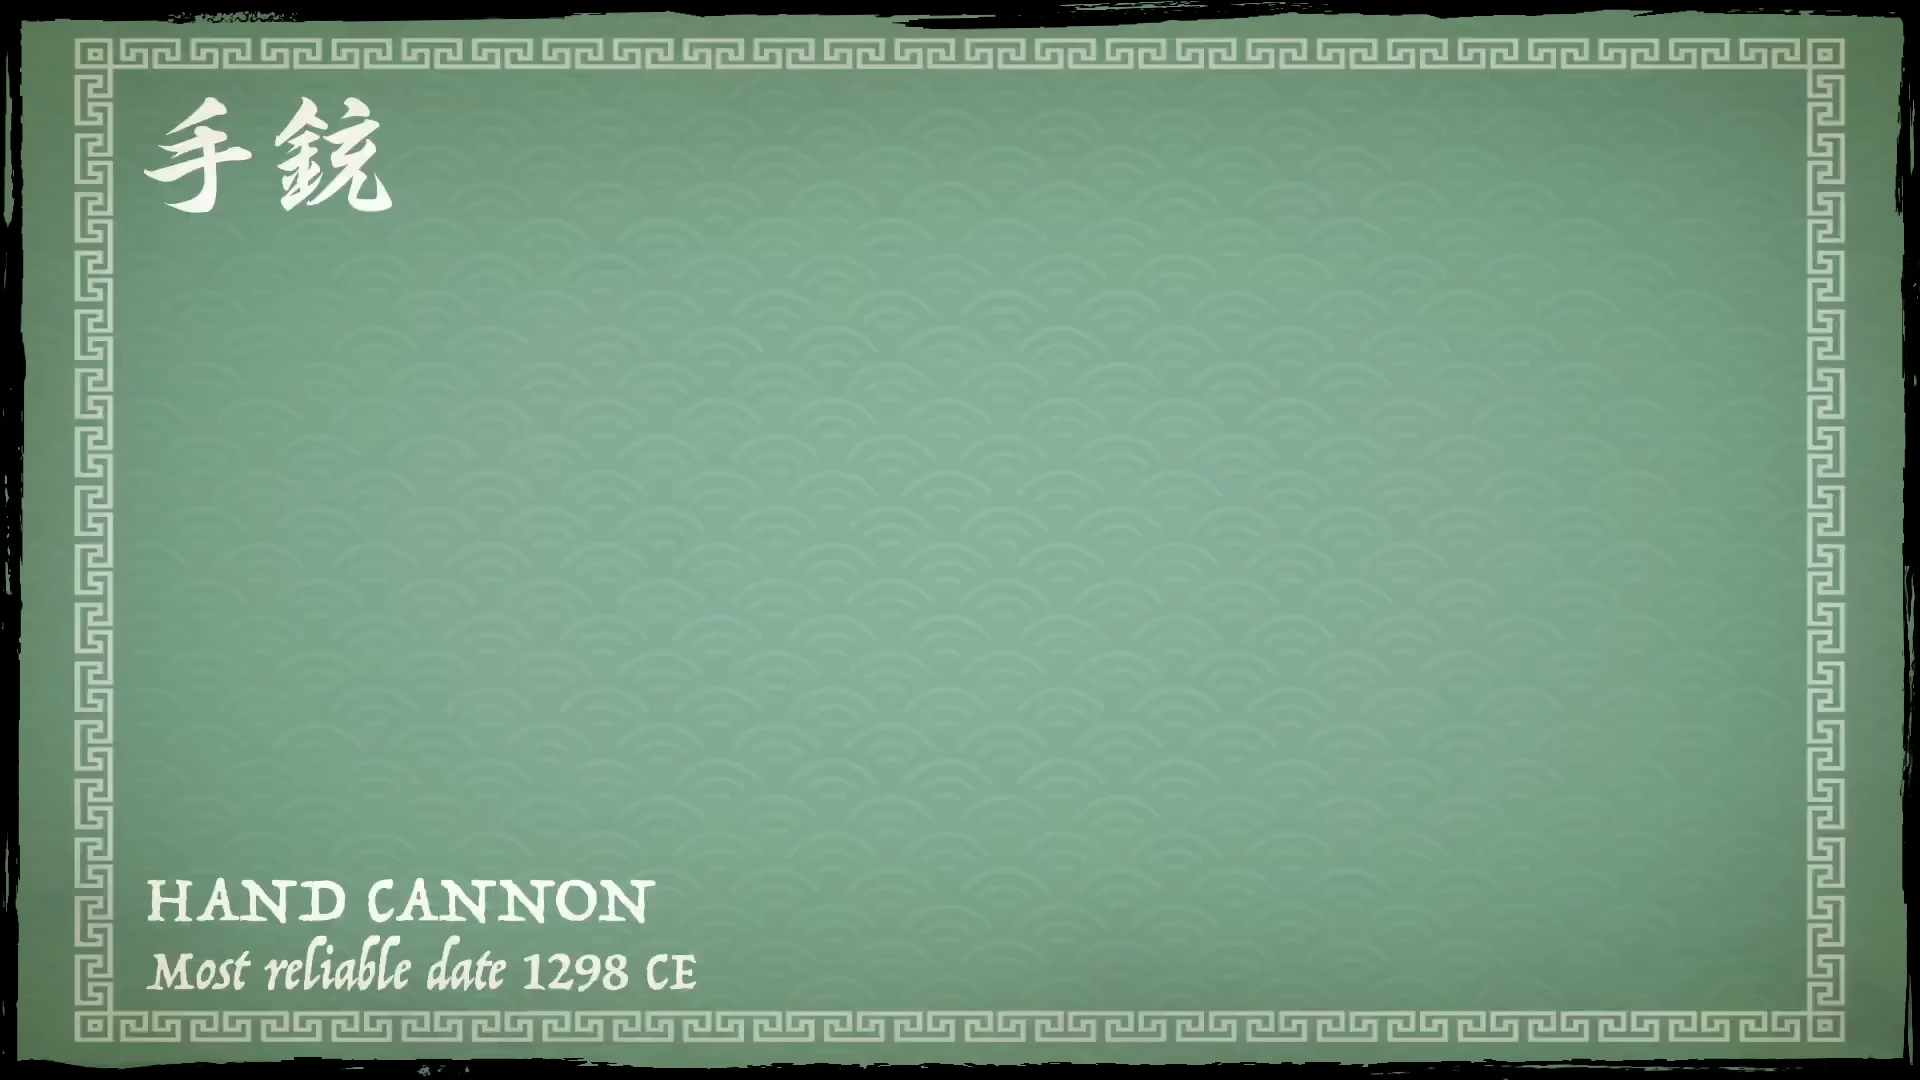 手銃
HAND CANNON
Most reliable date 1298 CE